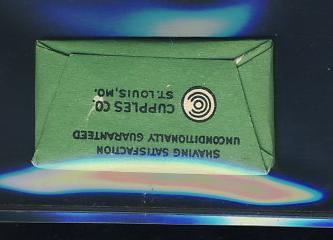 SHAVING SATISFACTION
UNCONDITIONALLY GUARANTEED
CUPPLES CO.
ST. LOUIS, MO.